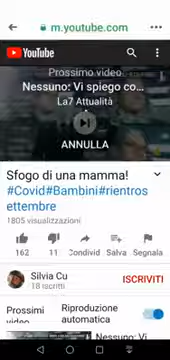 m.youtube.com
YouTube
Prossimo video
Nessuno: Vi spiego co...
La7 Attualità
ANNULLA
Sfogo di una mamma!
#Covid#Bambini#rientros
ettembre
1805 visualizzazioni
162
11
Condivid
Salva
Segnala
Silvia Cu
ISCRIVITI
18 iscritti
Prossimi
video
Riproduzione
automatica
Nessuno: Vi